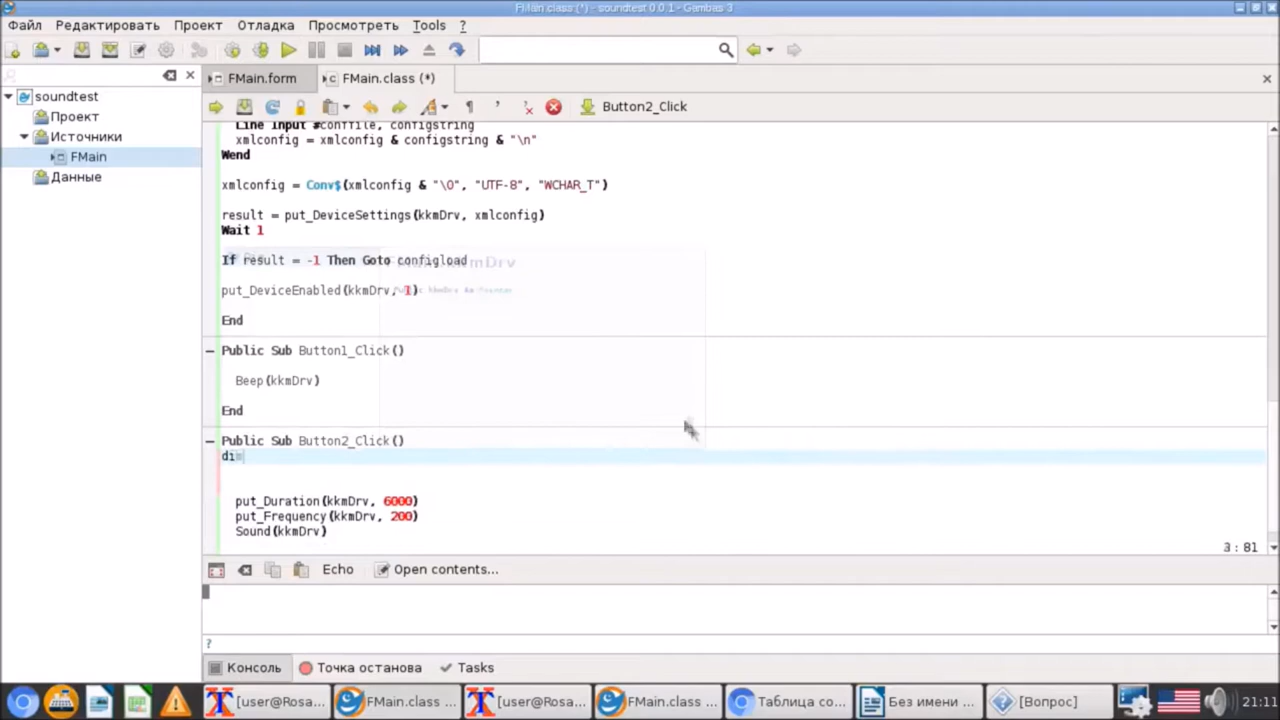 FMain.class (*) - soundtest 0.0.1 - Gambas 3
Файл Редактировать Проект Отладка Просмотреть Tools ?
FMain.form FMain.class (*)
Button2_Click
soundtest
Проект
Источники
FMain
Данные
Line Input #conffile, configstring
xmlconfig = xmlconfig & configstring & "\n"
Wend
xmlconfig = Conv$(xmlconfig & "\0", "UTF-8", "WCHAR_T")
result = put_DeviceSettings(kkmDrv, xmlconfig)
Wait 1
If result = -1 Then Goto configload
put_DeviceEnabled(kkmDrv, 1)
End
Public Sub Button1_Click()
Beep(kkmDrv)
End
Public Sub Button2_Click()
dim
put_Duration(kkmDrv, 6000)
put_Frequency(kkmDrv, 200)
Sound(kkmDrv)
3 : 81
Echo Open contents...
?
Консоль Точка останова Tasks
[user@Rosa... FMain.class ... [user@Rosa... FMain.class ... Таблица со... Без имени ... [Вопрос] 21:11